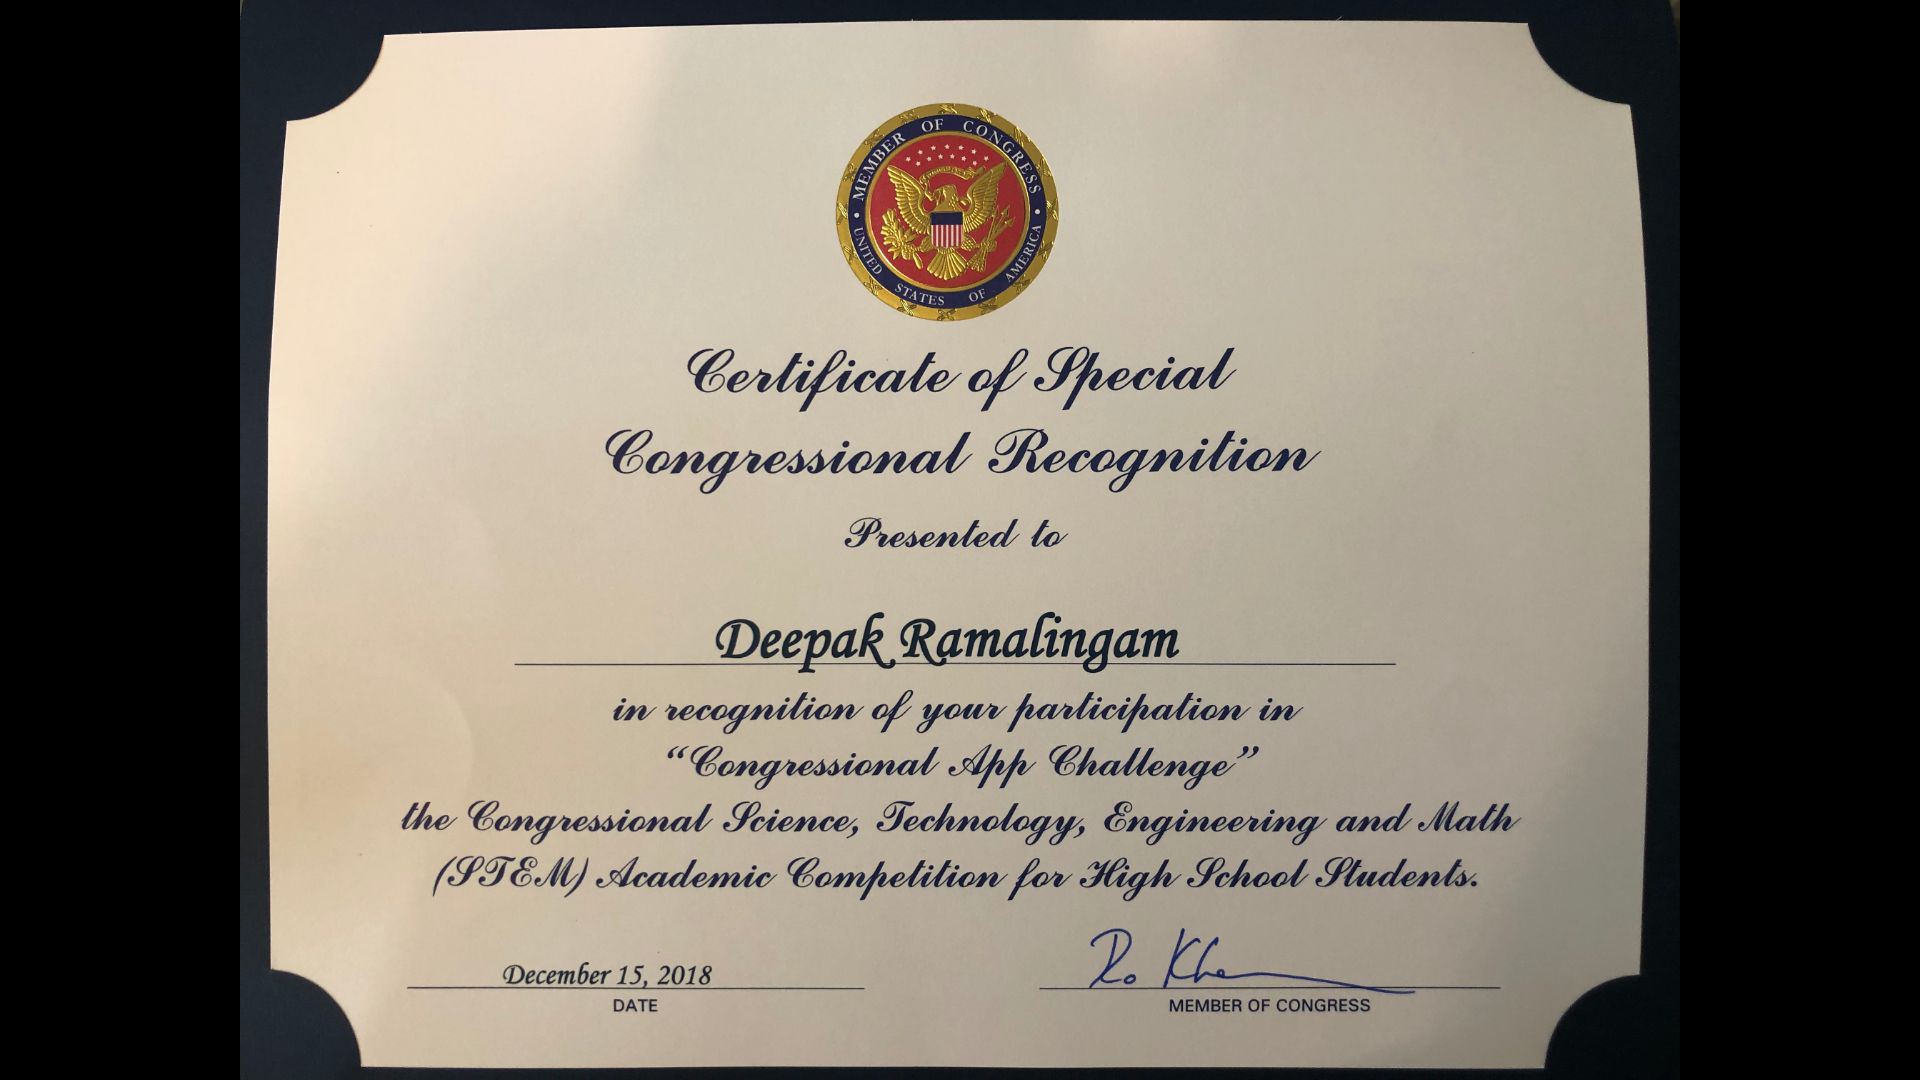 MEMBER OF CONGRESS
UNITED STATES OF AMERICA
Certificate of Special
Congressional Recognition
Presented to
Deepak Ramalingam
in recognition of your participation in
“Congressional App Challenge”
the Congressional Science, Technology, Engineering and Math
(STEM) Academic Competition for High School Students.
December 15, 2018
Ro Khanna
DATE
MEMBER OF CONGRESS